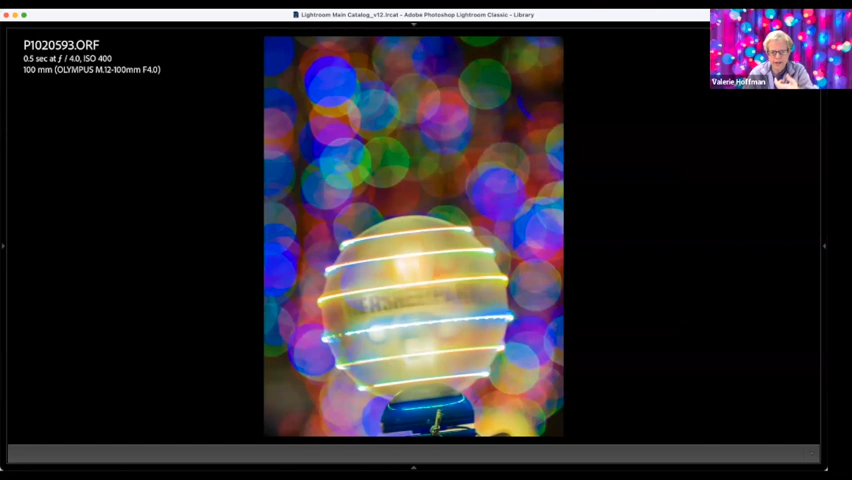 Lightroom Main Catalog_v12.lrcat - Adobe Photoshop Lightroom Classic - Library
P1020593.ORF
0.5 sec at ƒ / 4.0, ISO 400
100 mm (OLYMPUS M.12-100mm F4.0)
Valerie Hoffman